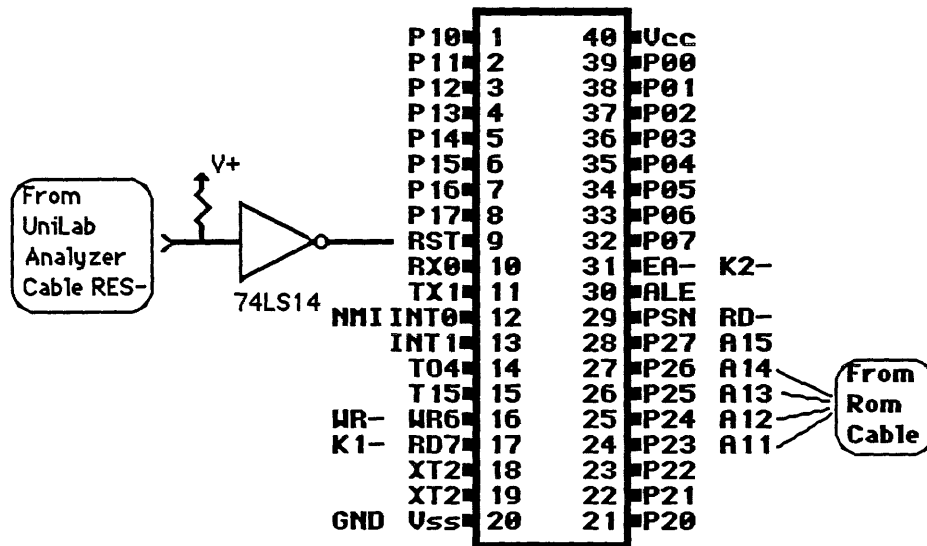 P10 1 40 Vcc
P11 2 39 P00
P12 3 38 P01
P13 4 37 P02
P14 5 36 P03
P15 6 35 P04
P16 7 34 P05
P17 8 33 P06
RST 9 32 P07
RX0 10 31 EA- K2-
TX1 11 30 ALE
NMI INT0 12 29 PSN RD-
INT1 13 28 P27 A15
T04 14 27 P26 A14
T15 15 26 P25 A13
WR- WR6 16 25 P24 A12
K1- RD7 17 24 P23 A11
XT2 18 23 P22
XT2 19 22 P21
GND Vss 20 21 P20
V+
From
UniLab
Analyzer
Cable RES-
74LS14
From
Rom
Cable